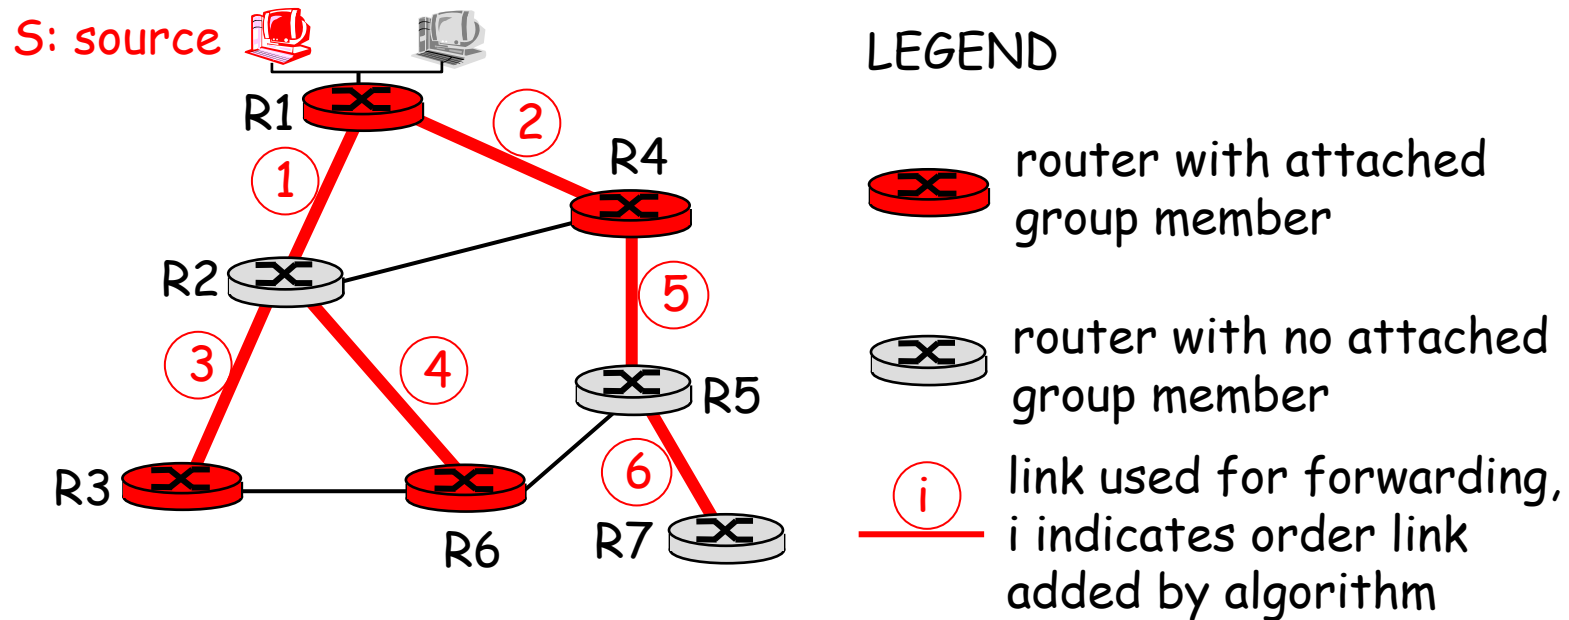 S: source
LEGEND
R1
2
R4
router with attached
group member
1
R2
5
router with no attached
group member
3
4
R5
6
R3
R6
R7
i
link used for forwarding,
i indicates order link
added by algorithm